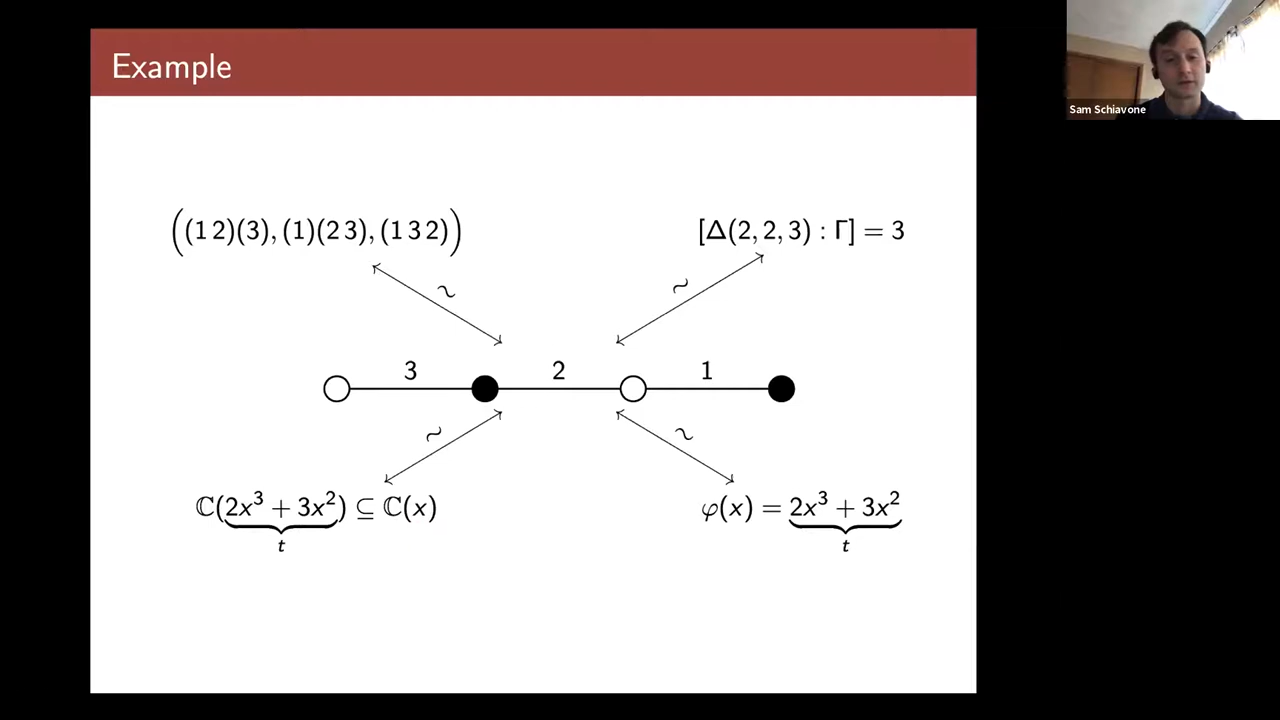 Example
Sam Schiavone
((1 2)(3), (1)(2 3), (1 3 2))
[Δ(2, 2, 3) : Γ] = 3
∼
∼
3
2
1
∼
∼
ℂ(2x³ + 3x²) ⊆ ℂ(x)
t
φ(x) = 2x³ + 3x²
t